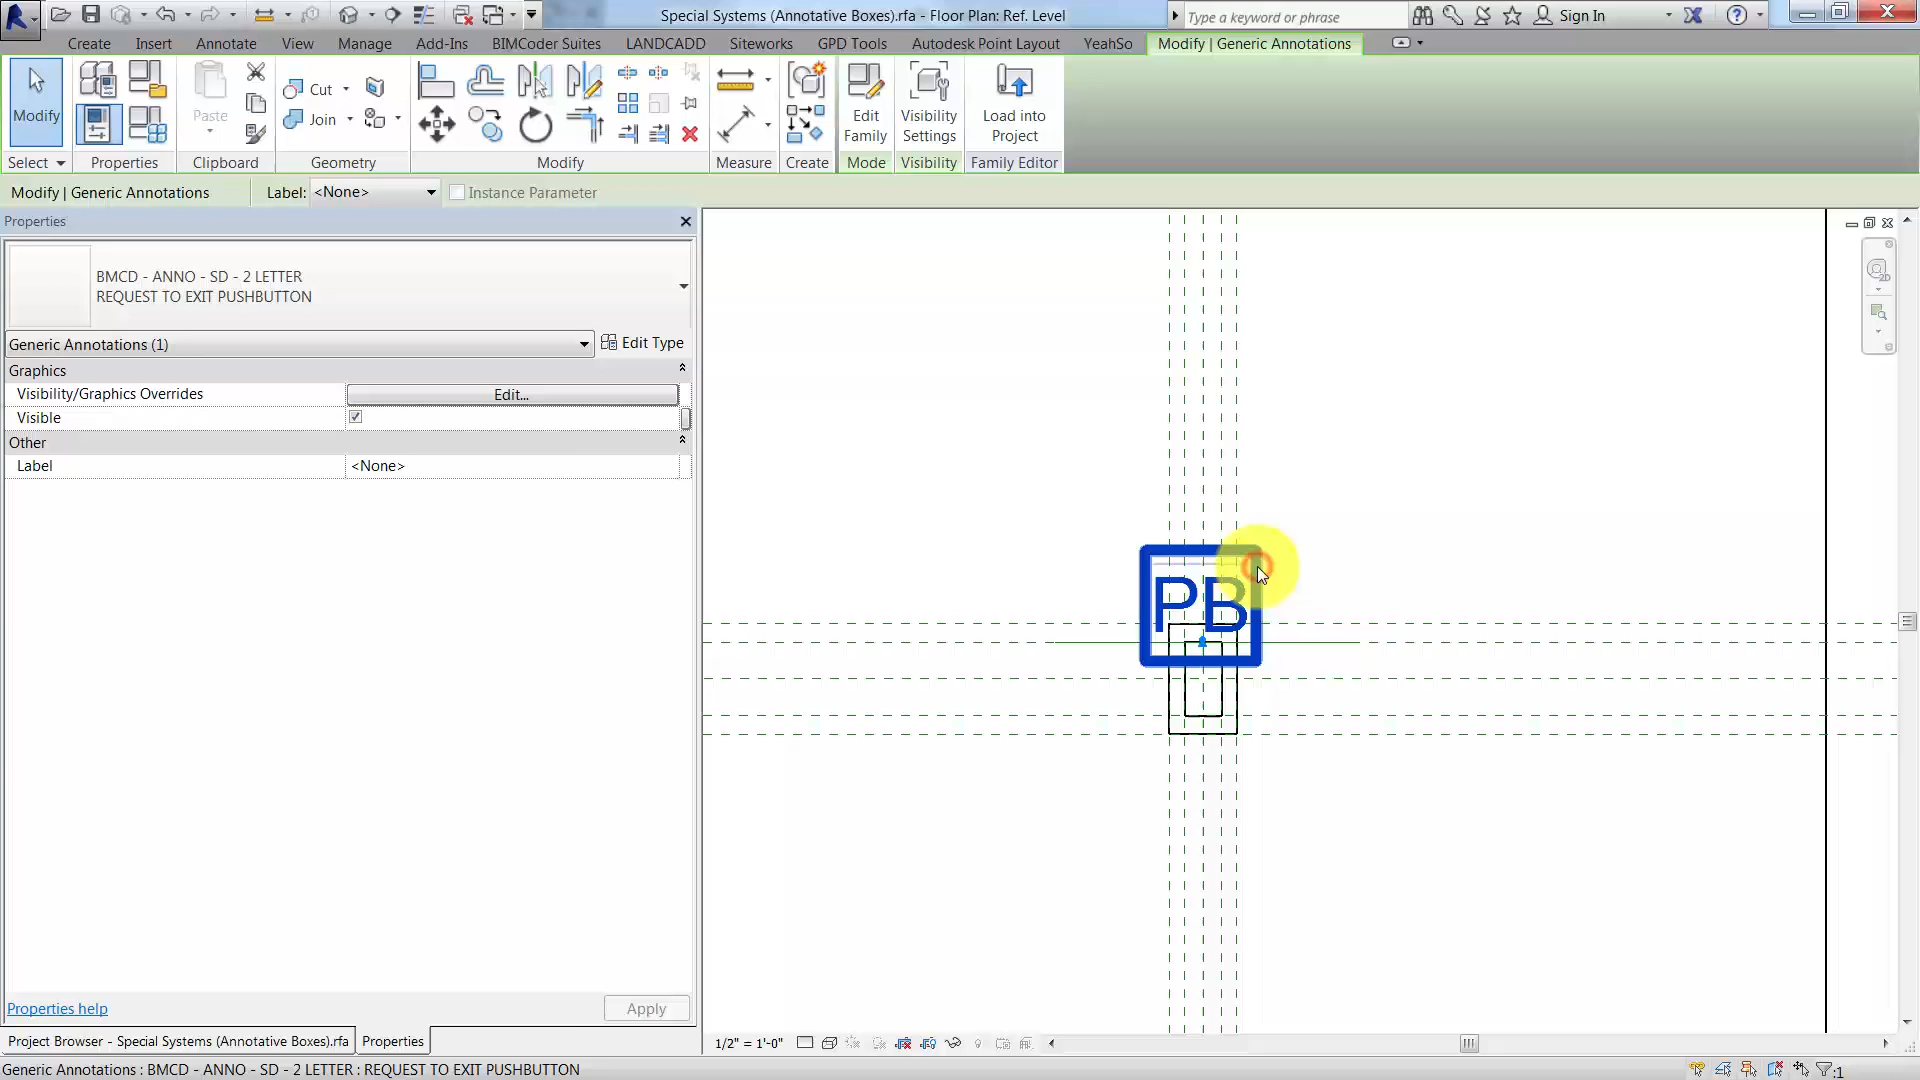 Special Systems (Annotative Boxes).rfa - Floor Plan: Ref. Level
Type a keyword or phrase
Sign In
Create Insert Annotate View Manage Add-Ins BIMCoder Suites LANDCADD Siteworks GPD Tools Autodesk Point Layout YeahSo Modify | Generic Annotations
Modify
Paste
Cut
Join
Edit Family
Visibility Settings
Load into Project
Select Properties Clipboard Geometry Modify Measure Create Mode Visibility Family Editor
Modify | Generic Annotations Label: <None> Instance Parameter
Properties
BMCD - ANNO - SD - 2 LETTER
REQUEST TO EXIT PUSHBUTTON
Generic Annotations (1) Edit Type
Graphics
Visibility/Graphics Overrides Edit...
Visible
Other
Label <None>
PB
2D
Properties help Apply
Project Browser - Special Systems (Annotative Boxes).rfa Properties
1/2" = 1'-0"
Generic Annotations : BMCD - ANNO - SD - 2 LETTER : REQUEST TO EXIT PUSHBUTTON
:1